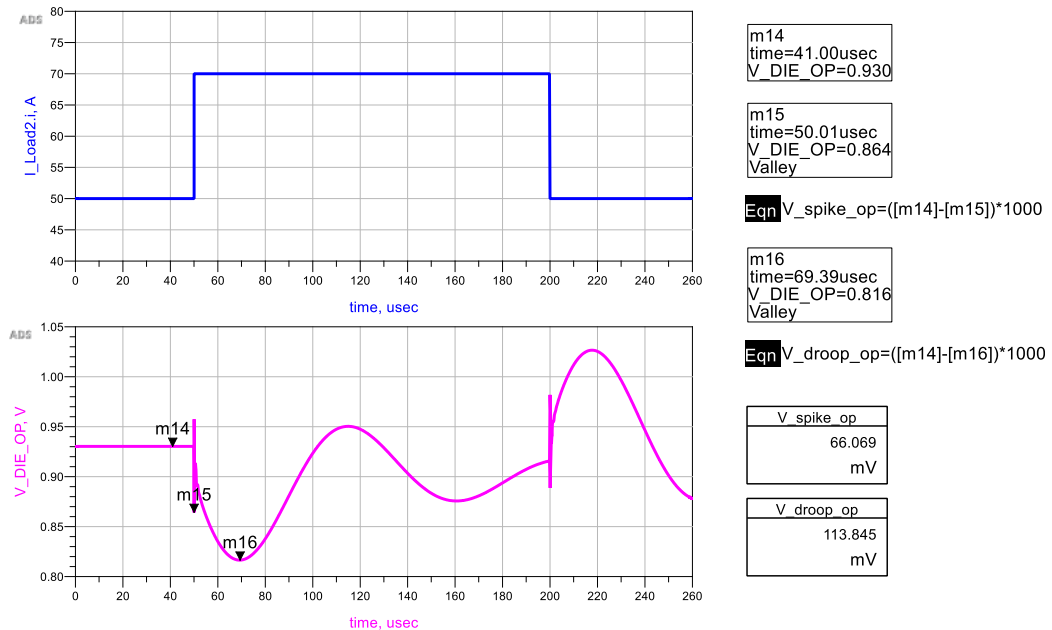 ADS
80
75
70
65
60
55
50
45
40
I_Load2.i, A
0 20 40 60 80 100 120 140 160 180 200 220 240 260
time, usec
ADS
1.05
1.00
0.95
0.90
0.85
0.80
V_DIE_OP, V
m14
m15
m16
0 20 40 60 80 100 120 140 160 180 200 220 240 260
time, usec
m14
time=41.00usec
V_DIE_OP=0.930
m15
time=50.01usec
V_DIE_OP=0.864
Valley
Eqn V_spike_op=([m14]-[m15])*1000
m16
time=69.39usec
V_DIE_OP=0.816
Valley
Eqn V_droop_op=([m14]-[m16])*1000
V_spike_op
66.069
mV
V_droop_op
113.845
mV